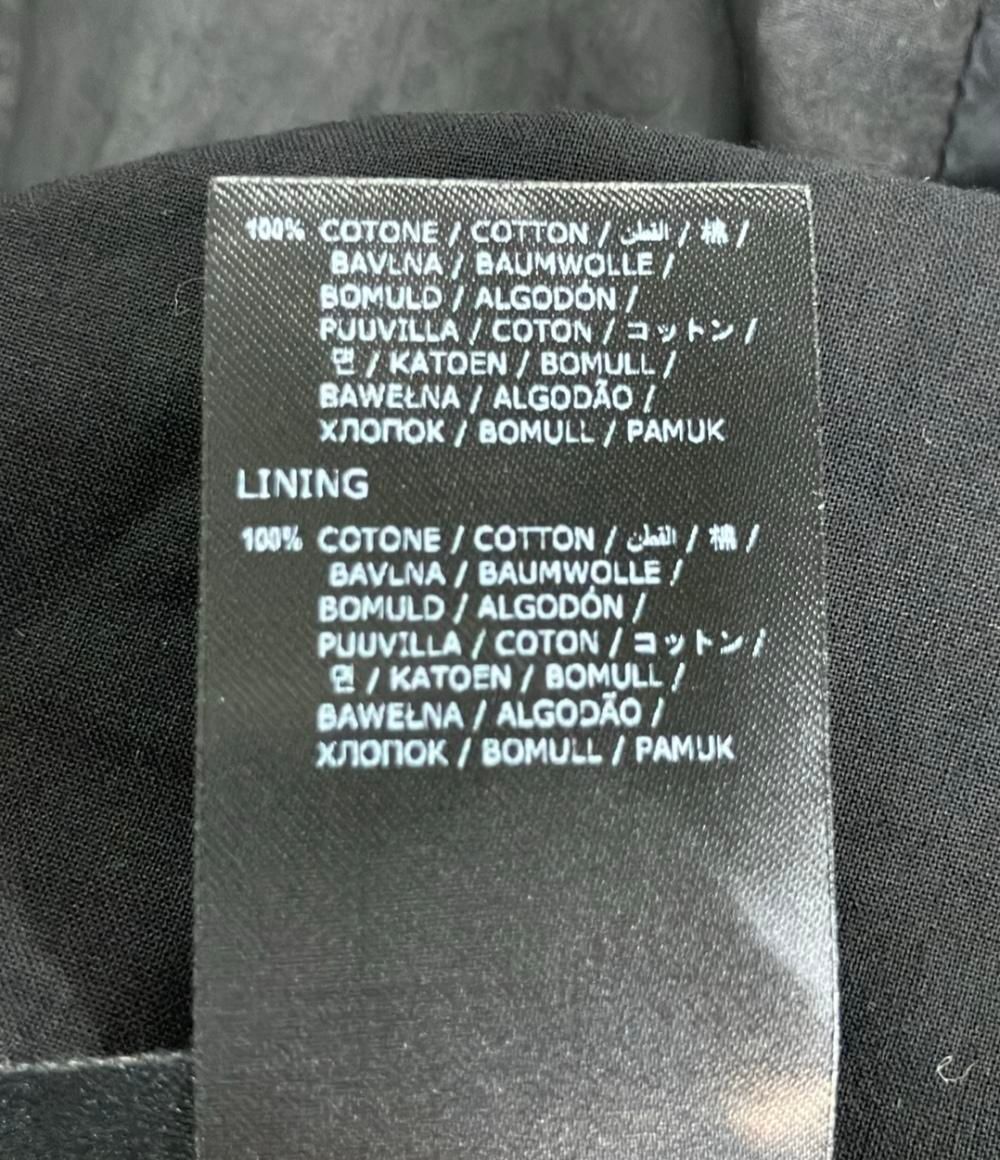 100% COTONE / COTTON / القطن / 棉 /
BAVLNA / BAUMWOLLE /
BOMULD / ALGODÓN /
PUUVILLA / COTON / コットン /
면 / KATOEN / BOMULL /
BAWEŁNA / ALGODÃO /
ХЛОПОК / BOMULL / PAMUK
LINING
100% COTONE / COTTON / القطن / 棉 /
BAVLNA / BAUMWOLLE /
BOMULD / ALGODÓN /
PUUVILLA / COTON / コットン /
면 / KATOEN / BOMULL /
BAWEŁNA / ALGODÃO /
ХЛОПОК / BOMULL / PAMUK